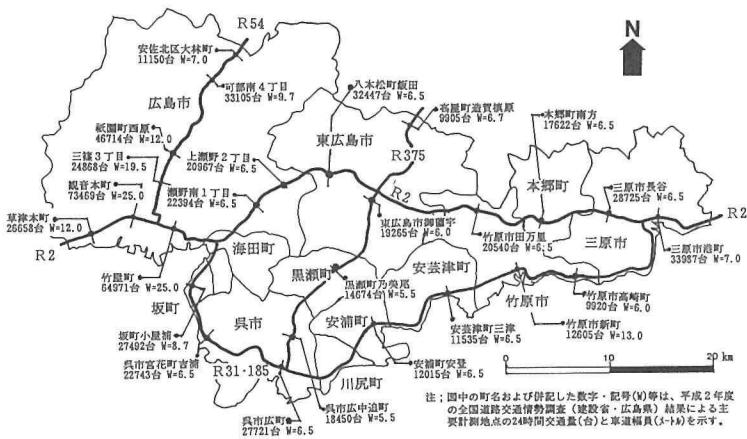 R54
N
安佐北区大林町
11150台 W=7.0
可部南4丁目
33105台 W=9.7
広島市
祇園町西原
46714台 W=12.0
三篠3丁目
24868台 W=19.5
観音本町
73469台 W=25.0
草津本町
26658台 W=12.0
R2
上瀬野2丁目
20967台 W=6.5
瀬野南1丁目
22394台 W=6.5
八本松町飯田
32447台 W=6.5
東広島市
高屋町造賀槙原
9905台 W=6.7
R375
R2
本郷町南方
17622台 W=6.5
本郷町
三原市長谷
28725台 W=6.5
R2
東広島市御薗宇
19265台 W=6.0
竹原市田万里
20540台 W=6.5
三原市
三原市港町
33987台 W=7.0
海田町
竹屋町
64971台 W=25.0
黒瀬町
黒瀬町乃美尾
14674台 W=5.5
安芸津町
竹原市
竹原市高崎町
9920台 W=6.0
坂町
呉市
安浦町
坂町小屋浦
27492台 W=8.7
安芸津町三津
11535台 W=6.5
竹原市新町
12605台 W=13.0
呉市宮花町吉浦
22743台 W=6.5
R31・185
川尻町
安浦町安登
12015台 W=6.5
呉市広中迫町
18450台 W=5.5
呉市広町
27721台 W=6.5
0 10 20 km
注;図中の町名および併記した数字・記号(W)等は、平成2年度
の全国道路交通情勢調査(建設省・広島県)結果による主
要計測地点の24時間交通量(台)と車道幅員(メートル)を示す。